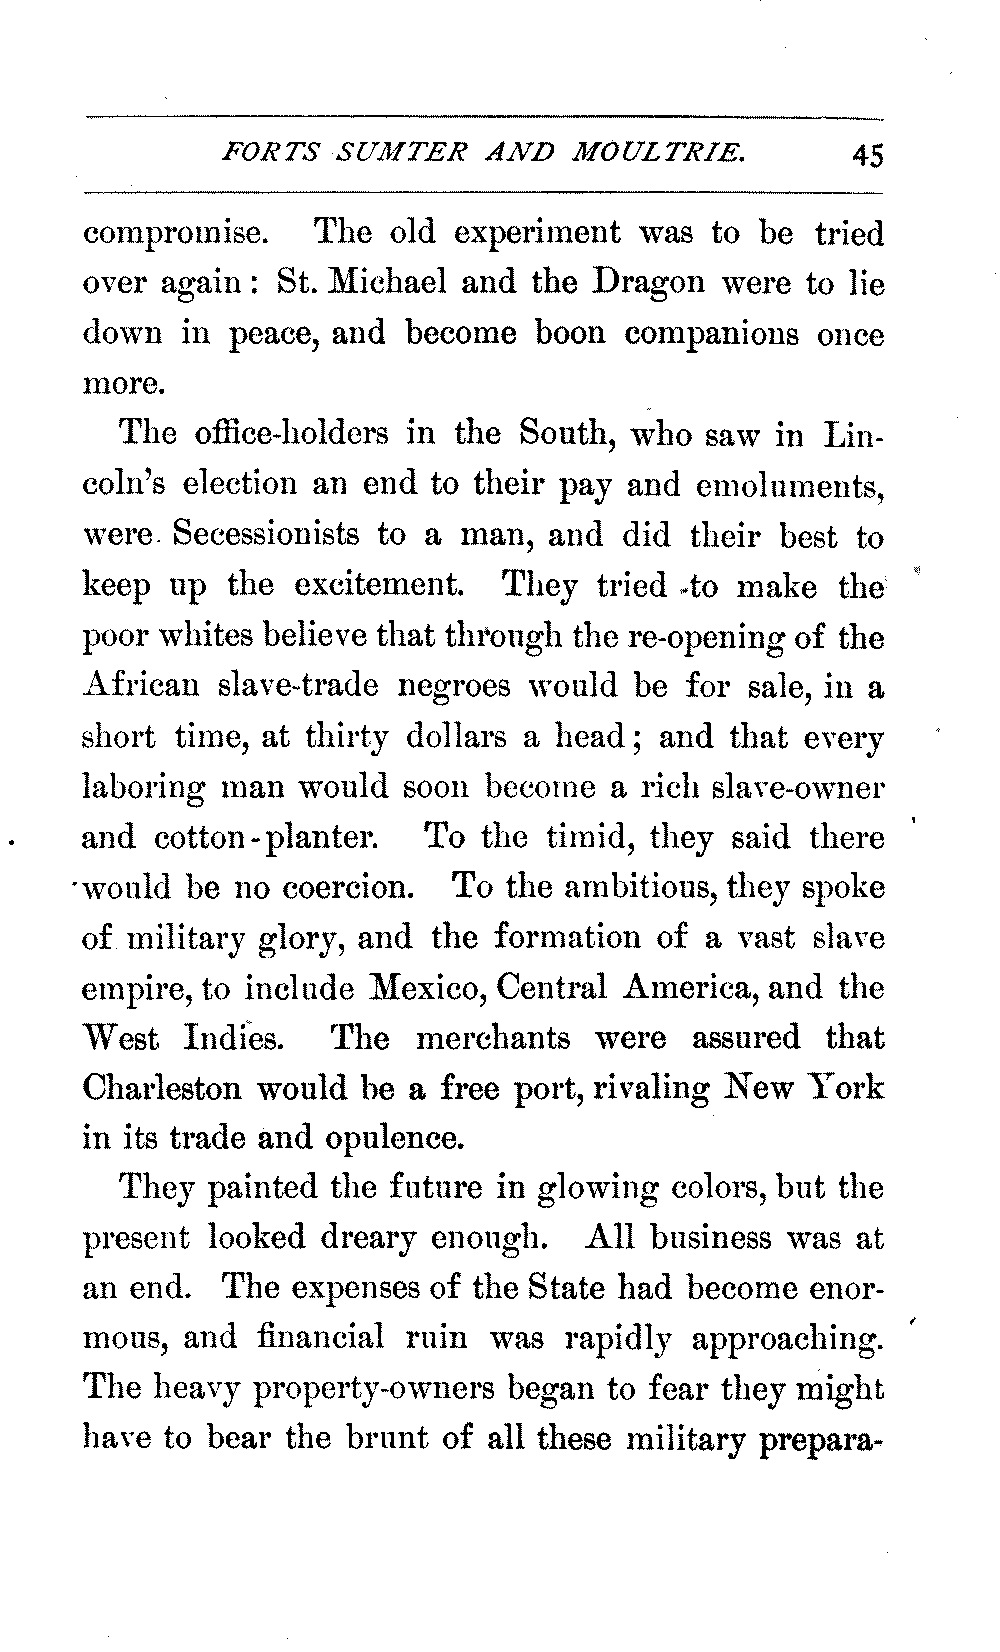 FORTS SUMTER AND MOULTRIE. 45
compromise. The old experiment was to be tried
over again: St. Michael and the Dragon were to lie
down in peace, and become boon companions once
more.
The office-holders in the South, who saw in Lin-
coln's election an end to their pay and emoluments,
were Secessionists to a man, and did their best to
keep up the excitement. They tried to make the
poor whites believe that through the re-opening of the
African slave-trade negroes would be for sale, in a
short time, at thirty dollars a head; and that every
laboring man would soon become a rich slave-owner
and cotton-planter. To the timid, they said there
would be no coercion. To the ambitious, they spoke
of military glory, and the formation of a vast slave
empire, to include Mexico, Central America, and the
West Indies. The merchants were assured that
Charleston would be a free port, rivaling New York
in its trade and opulence.
They painted the future in glowing colors, but the
present looked dreary enough. All business was at
an end. The expenses of the State had become enor-
mous, and financial ruin was rapidly approaching.
The heavy property-owners began to fear they might
have to bear the brunt of all these military prepara-